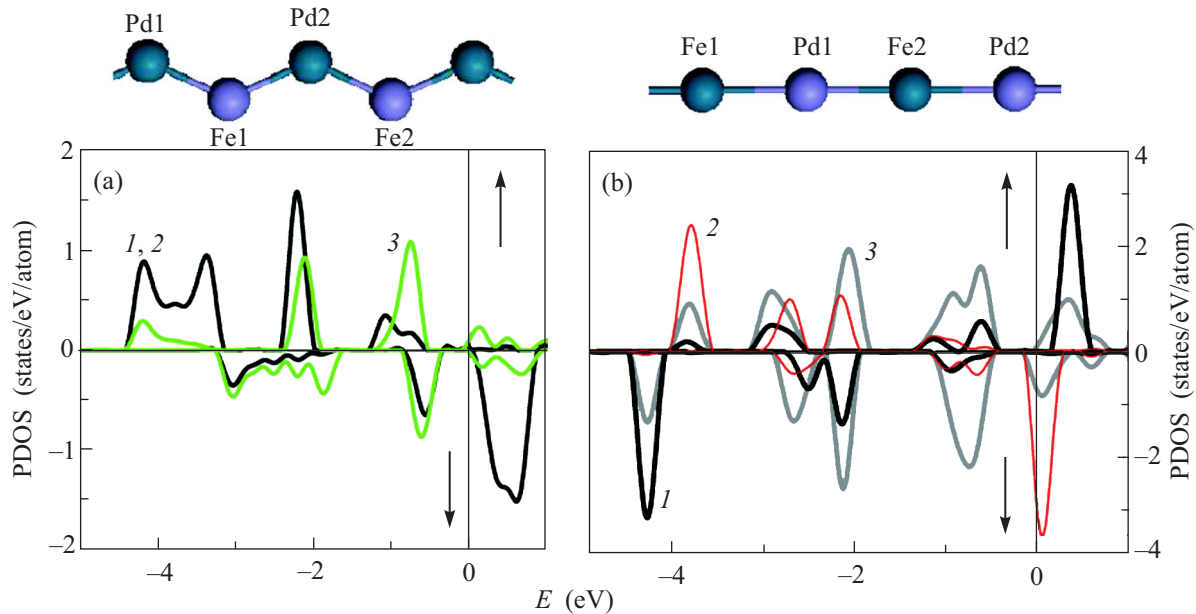 Pd1 Pd2
Fe1 Fe2
Fe1 Pd1 Fe2 Pd2
(a)
1, 2
3
2
1
0
−1
−2
PDOS (states/eV/atom)
−4 −2 0
(b)
2
3
1
4
2
0
−2
−4
PDOS (states/eV/atom)
−4 −2 0
E (eV)